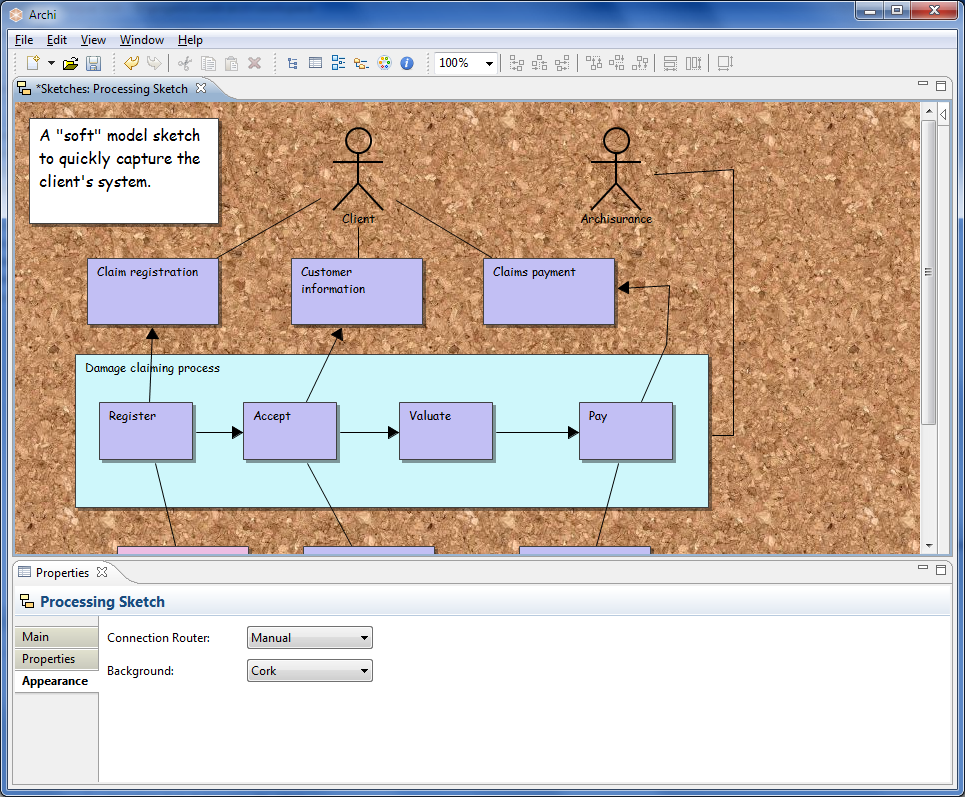 Archi
File Edit View Window Help
100%
*Sketches: Processing Sketch
A "soft" model sketch
to quickly capture the
client's system.
Client
Archisurance
Claim registration
Customer
information
Claims payment
Damage claiming process
Register
Accept
Valuate
Pay
Properties
Processing Sketch
Main
Properties
Appearance
Connection Router:
Manual
Background:
Cork